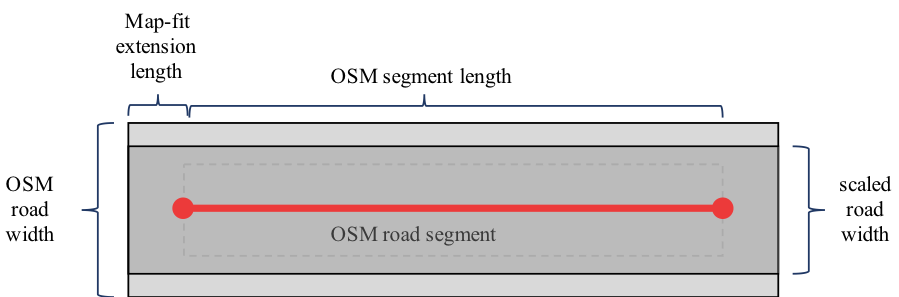 Map-fit
extension
length
OSM segment length
OSM
road
width
scaled
road
width
OSM road segment